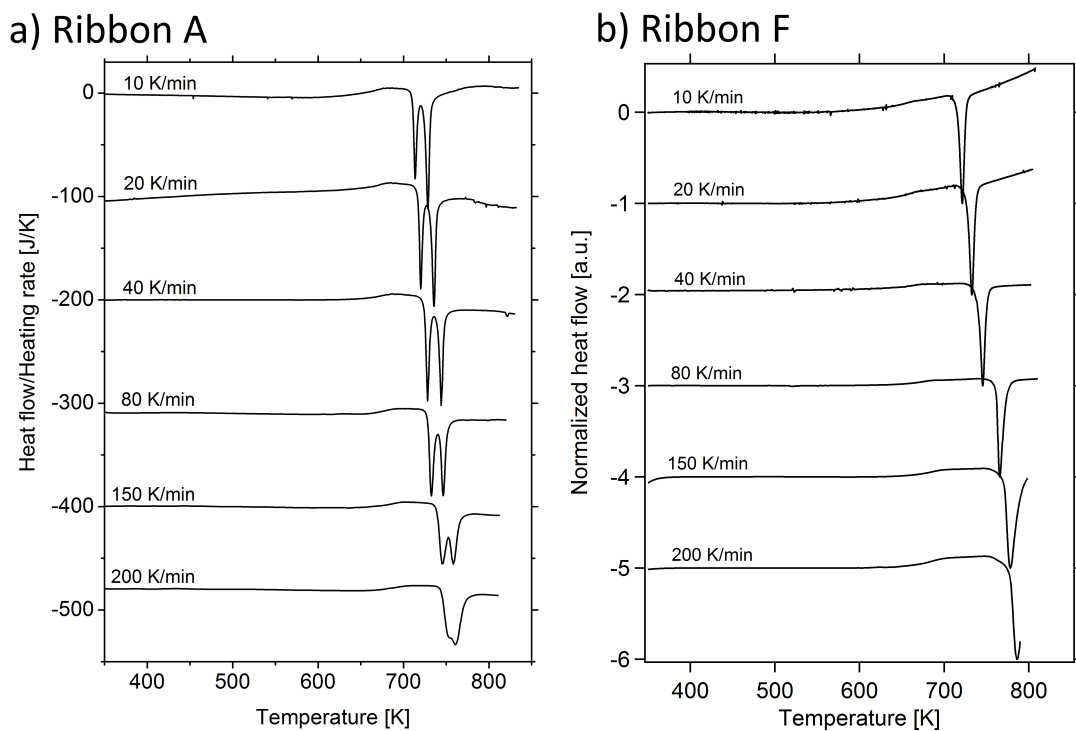 a) Ribbon A
b) Ribbon F
Heat flow/Heating rate [J/K]
0
-100
-200
-300
-400
-500
10 K/min
20 K/min
40 K/min
80 K/min
150 K/min
200 K/min
400 500 600 700 800
Temperature [K]
Normalized heat flow [a.u.]
0
-1
-2
-3
-4
-5
-6
10 K/min
20 K/min
40 K/min
80 K/min
150 K/min
200 K/min
400 500 600 700 800
Temperature [K]